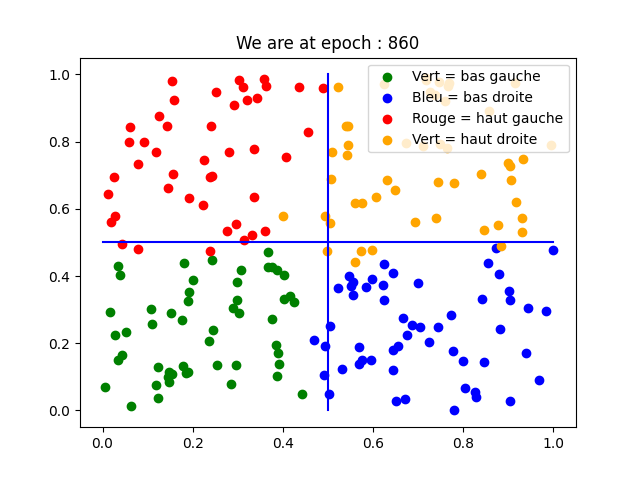 We are at epoch : 860
Vert = bas gauche
Bleu = bas droite
Rouge = haut gauche
Vert = haut droite
1.0
0.8
0.6
0.4
0.2
0.0
0.0 0.2 0.4 0.6 0.8 1.0